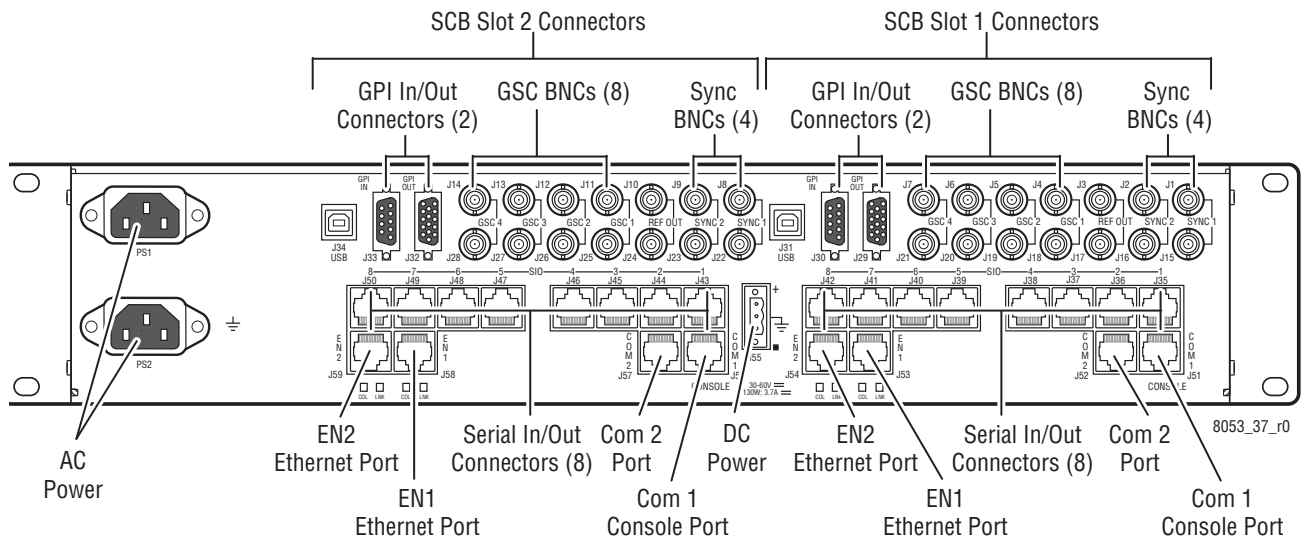 SCB Slot 2 Connectors
SCB Slot 1 Connectors
GPI In/Out
Connectors (2)
GSC BNCs (8)
Sync
BNCs (4)
GPI In/Out
Connectors (2)
GSC BNCs (8)
Sync
BNCs (4)
GPI
IN
GPI
OUT
J14 J13 J12 J11 J10 J9 J8
GPI
IN
GPI
OUT
J7 J6 J5 J4 J3 J2 J1
GSC 4 GSC 3 GSC 2 GSC 1 REF OUT SYNC 2 SYNC 1
GSC 4 GSC 3 GSC 2 GSC 1 REF OUT SYNC 2 SYNC 1
PS1
J34
USB
J33 J32 J28 J27 J26 J25 J24 J23 J22
J31
USB
J30 J29 J21 J20 J19 J18 J17 J16 J15
8 7 6 5 SIO 4 3 2 1
J50 J49 J48 J47 J46 J45 J44 J43
8 7 6 5 SIO 4 3 2 1
J42 J41 J40 J39 J38 J37 J36 J35
+
EN2
EN1
COM2
COM1
EN2
EN1
COM2
COM1
PS2
J59 J58 J57
J55
J54 J53 J52 J51
COL LNK COL LNK
CONSOLE
30-60V
130W; 3.7A
COL LNK COL LNK
CONSOLE
8053_37_r0
AC
Power
EN2
Ethernet Port
EN1
Ethernet Port
Serial In/Out
Connectors (8)
Com 2
Port
Com 1
Console Port
DC
Power
EN2
Ethernet Port
EN1
Ethernet Port
Serial In/Out
Connectors (8)
Com 2
Port
Com 1
Console Port